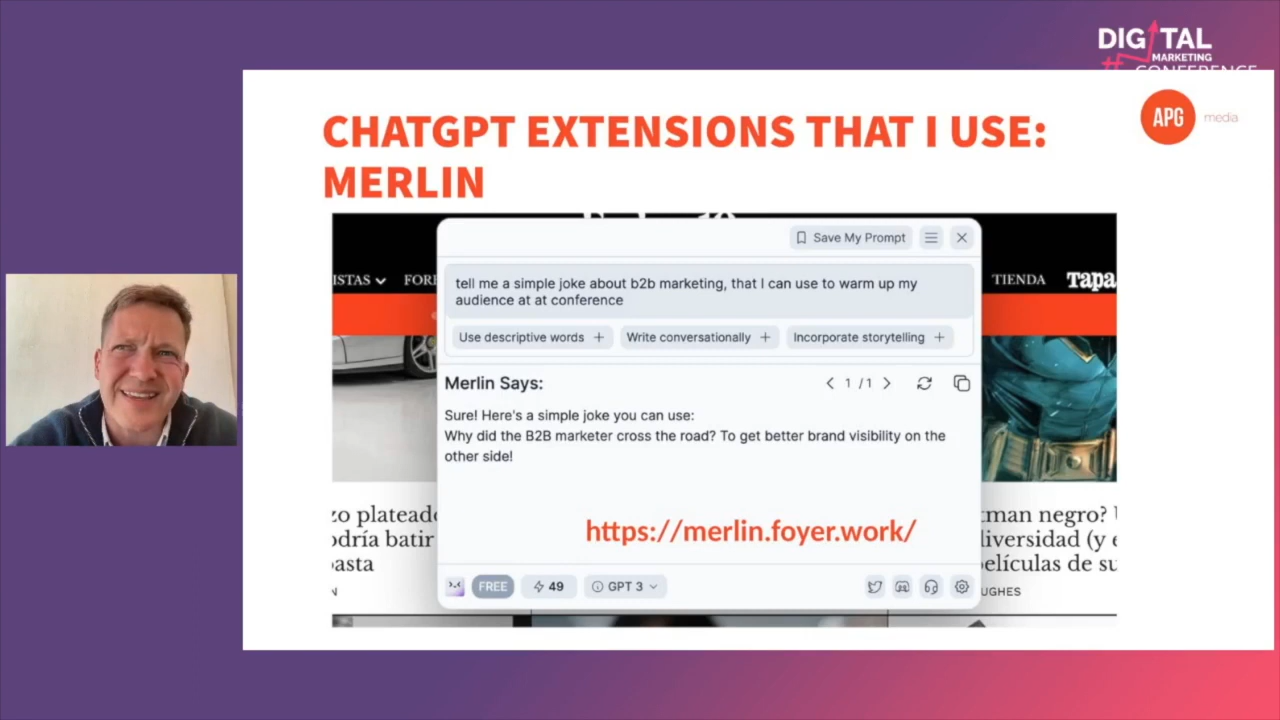 DIGITAL
MARKETING
#CONFERENCE
APG media
CHATGPT EXTENSIONS THAT I USE:
MERLIN
Save My Prompt
ISTAS
TIENDA
tell me a simple joke about b2b marketing, that I can use to warm up my
audience at at conference
Use descriptive words + Write conversationally + Incorporate storytelling +
Merlin Says:
1 /1
Sure! Here's a simple joke you can use:
Why did the B2B marketer cross the road? To get better brand visibility on the
other side!
zo plateado
odría batir
pasta
tman negro?
diversidad (y e
películas de su
UGHES
https://merlin.foyer.work/
FREE 49 GPT 3